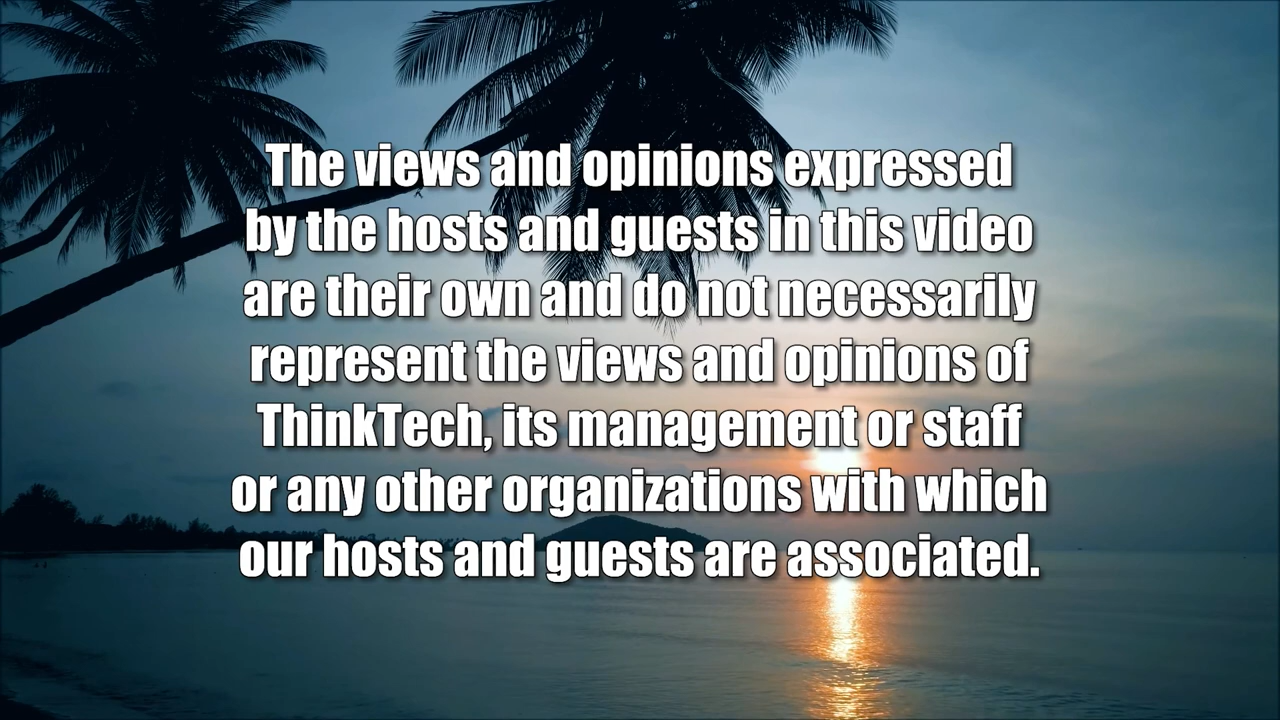 The views and opinions expressed
by the hosts and guests in this video
are their own and do not necessarily
represent the views and opinions of
ThinkTech, its management or staff
or any other organizations with which
our hosts and guests are associated.